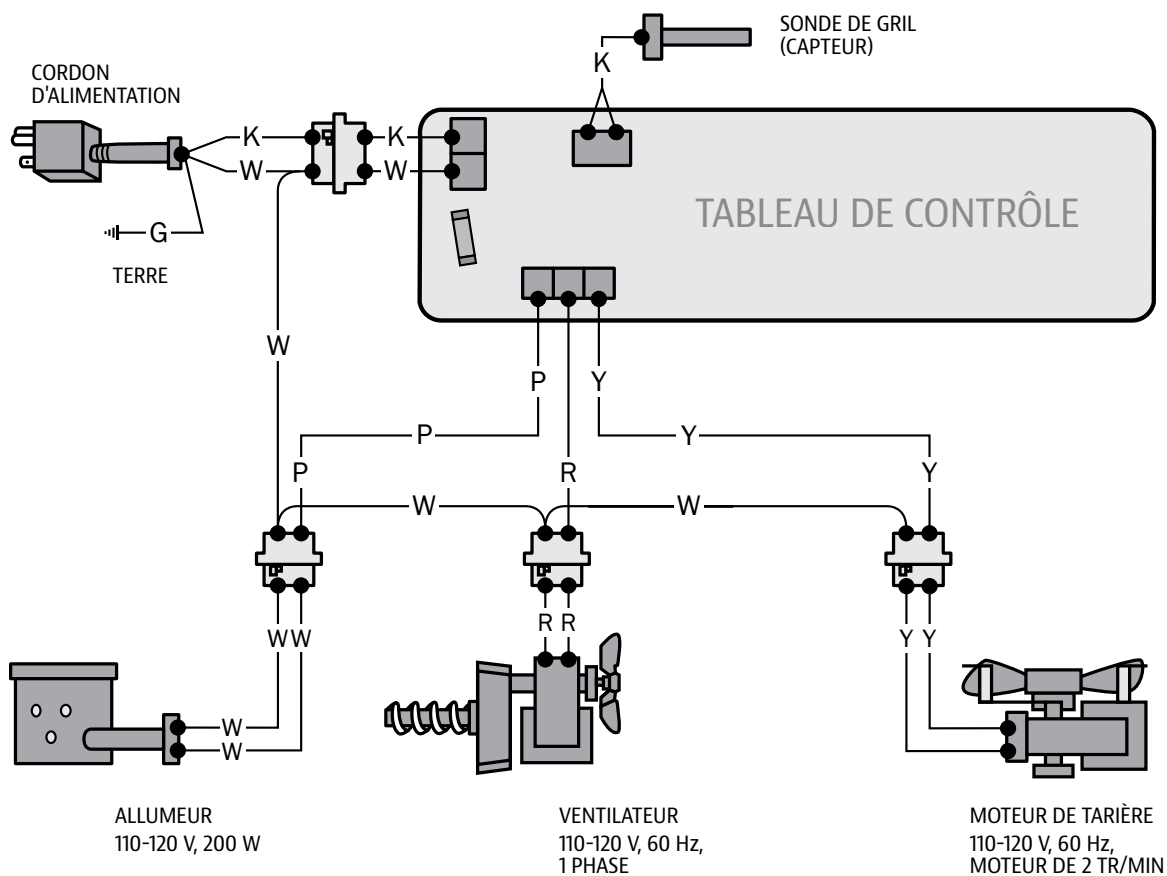 SONDE DE GRIL
(CAPTEUR)
K
CORDON
D'ALIMENTATION
K
K
W
W
TABLEAU DE CONTRÔLE
G
TERRE
W
P
Y
P
Y
P
R
Y
W
W
W W
R R
Y Y
W
W
ALLUMEUR
110-120 V, 200 W
VENTILATEUR
110-120 V, 60 Hz,
1 PHASE
MOTEUR DE TARIÈRE
110-120 V, 60 Hz,
MOTEUR DE 2 TR/MIN